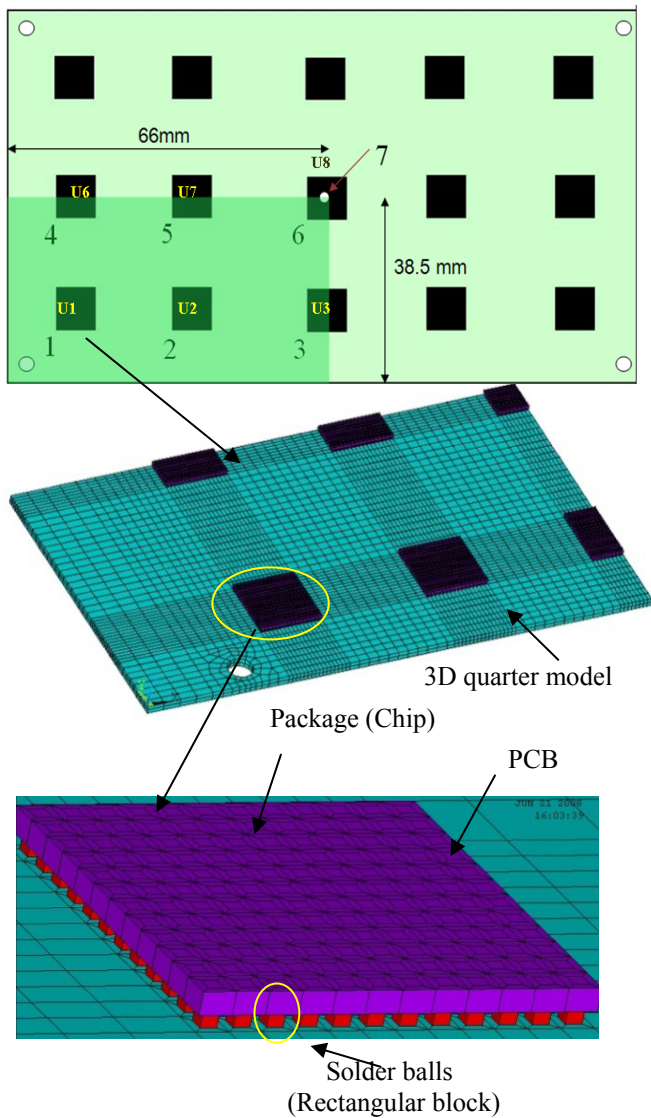 66mm
U8
7
U6
U7
4
5
6
38.5 mm
U1
U2
U3
1
2
3
3D quarter model
Package (Chip)
PCB
JUN 21 2008
16:03:39
Solder balls
(Rectangular block)